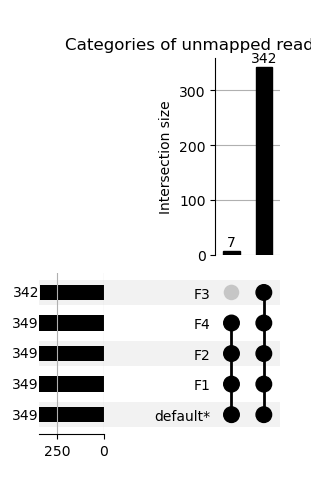 Categories of unmapped read
342
300
200
100
0
Intersection size
7
342 F3
349 F4
349 F2
349 F1
349 default*
250 0